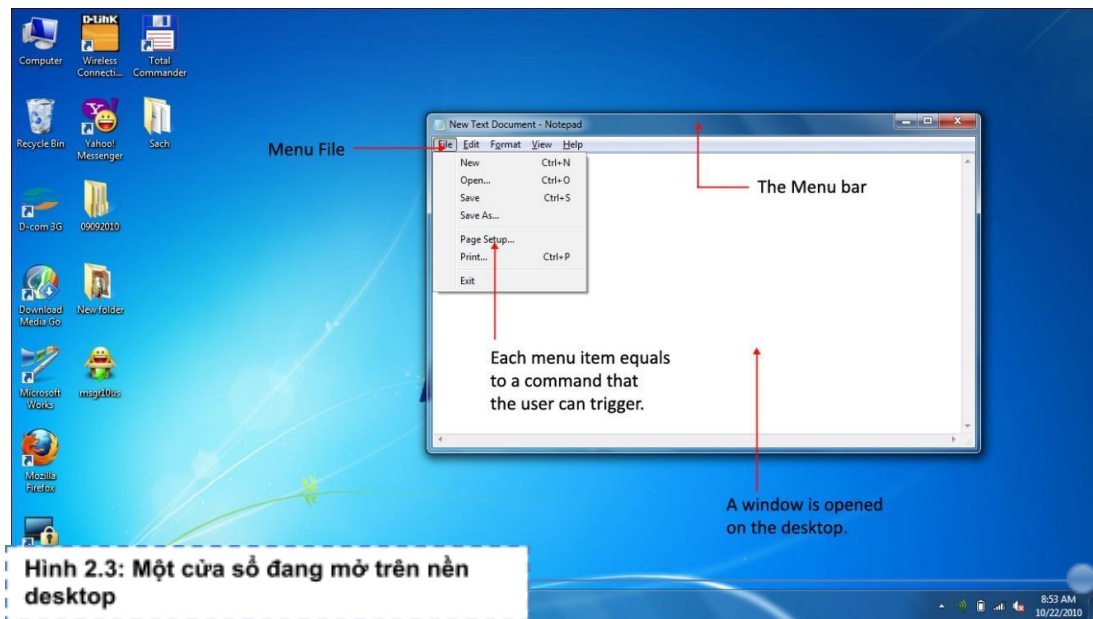 D-Link
Computer
Wireless
Connecti...
Total
Commander
Recycle Bin
Yahoo!
Messenger
Sach
D-com 3G
09092010
Download
Media Go
New folder
Microsoft
Works
msgr10us
Mozilla
Firefox
Menu File
New Text Document - Notepad
File Edit Format View Help
New Ctrl+N
Open... Ctrl+O
Save Ctrl+S
Save As...
Page Setup...
Print... Ctrl+P
Exit
The Menu bar
Each menu item equals
to a command that
the user can trigger.
A window is opened
on the desktop.
Hình 2.3: Một cửa sổ đang mở trên nền
desktop
8:53 AM
10/22/2010